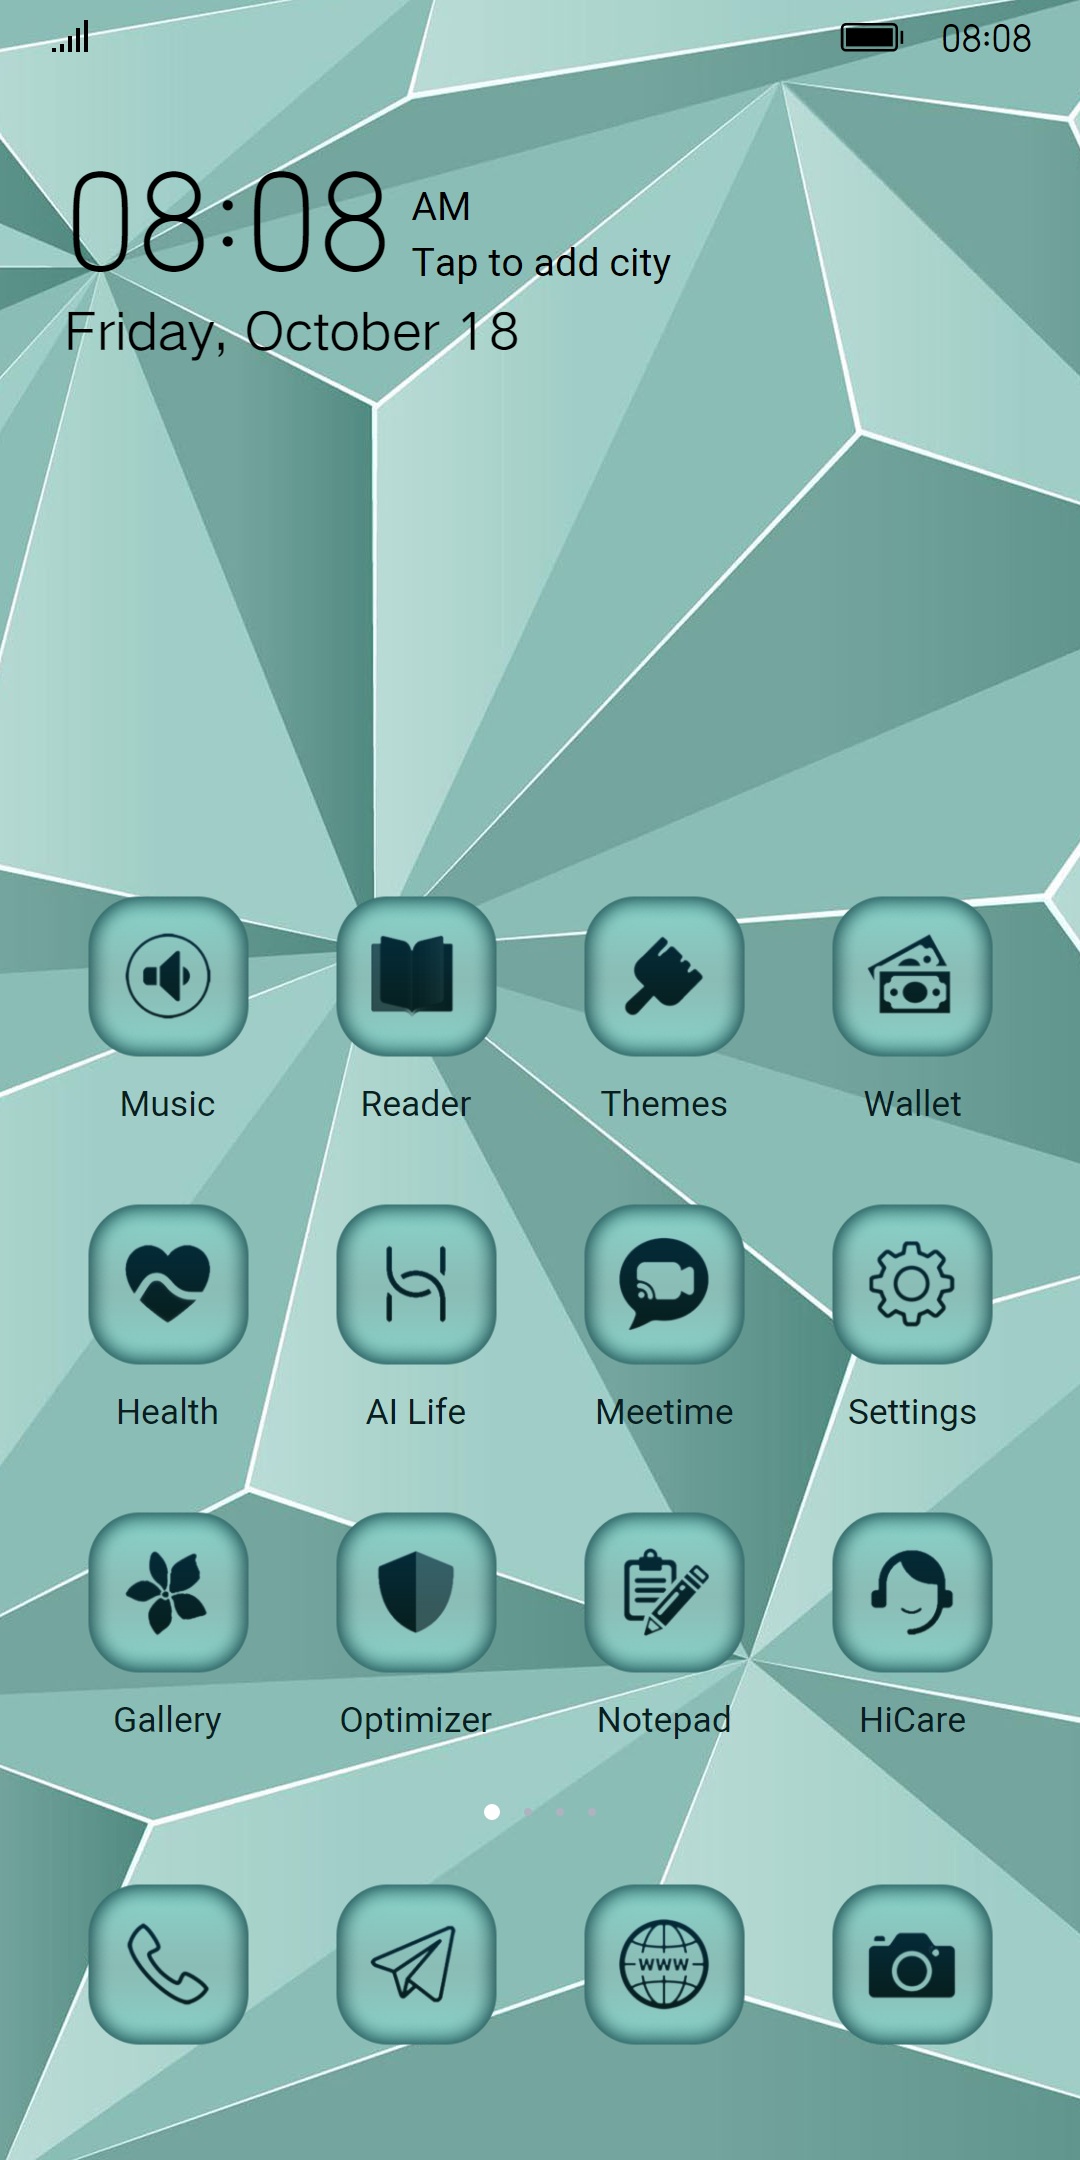 08:08
08:08 AM
Tap to add city
Friday, October 18
Music Reader Themes Wallet
Health AI Life Meetime Settings
Gallery Optimizer Notepad HiCare
WWW